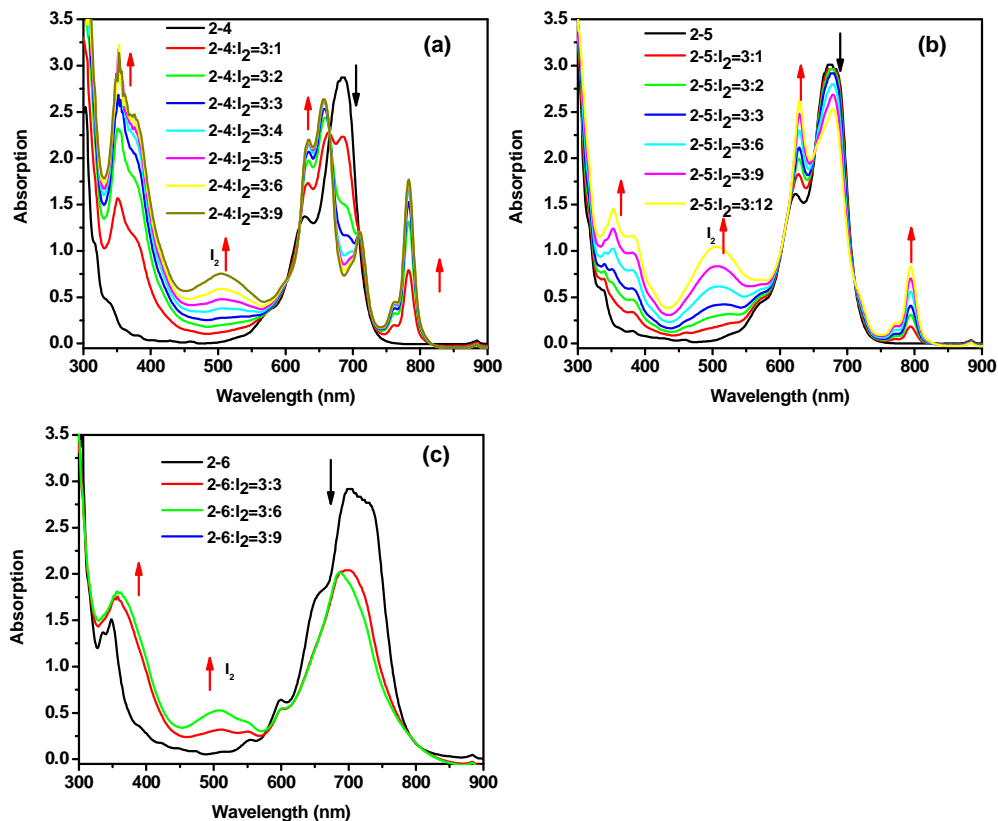 (a)
2-4
2-4:I2=3:1
2-4:I2=3:2
2-4:I2=3:3
2-4:I2=3:4
2-4:I2=3:5
2-4:I2=3:6
2-4:I2=3:9
I2
3.5
3.0
2.5
2.0
1.5
1.0
0.5
0.0
Absorption
300 400 500 600 700 800 900
Wavelength (nm)
(b)
2-5
2-5:I2=3:1
2-5:I2=3:2
2-5:I2=3:3
2-5:I2=3:6
2-5:I2=3:9
2-5:I2=3:12
I2
3.5
3.0
2.5
2.0
1.5
1.0
0.5
0.0
Absorption
300 400 500 600 700 800 900
Wavelength (nm)
(c)
2-6
2-6:I2=3:3
2-6:I2=3:6
2-6:I2=3:9
I2
3.5
3.0
2.5
2.0
1.5
1.0
0.5
0.0
Absorption
300 400 500 600 700 800 900
Wavelength (nm)